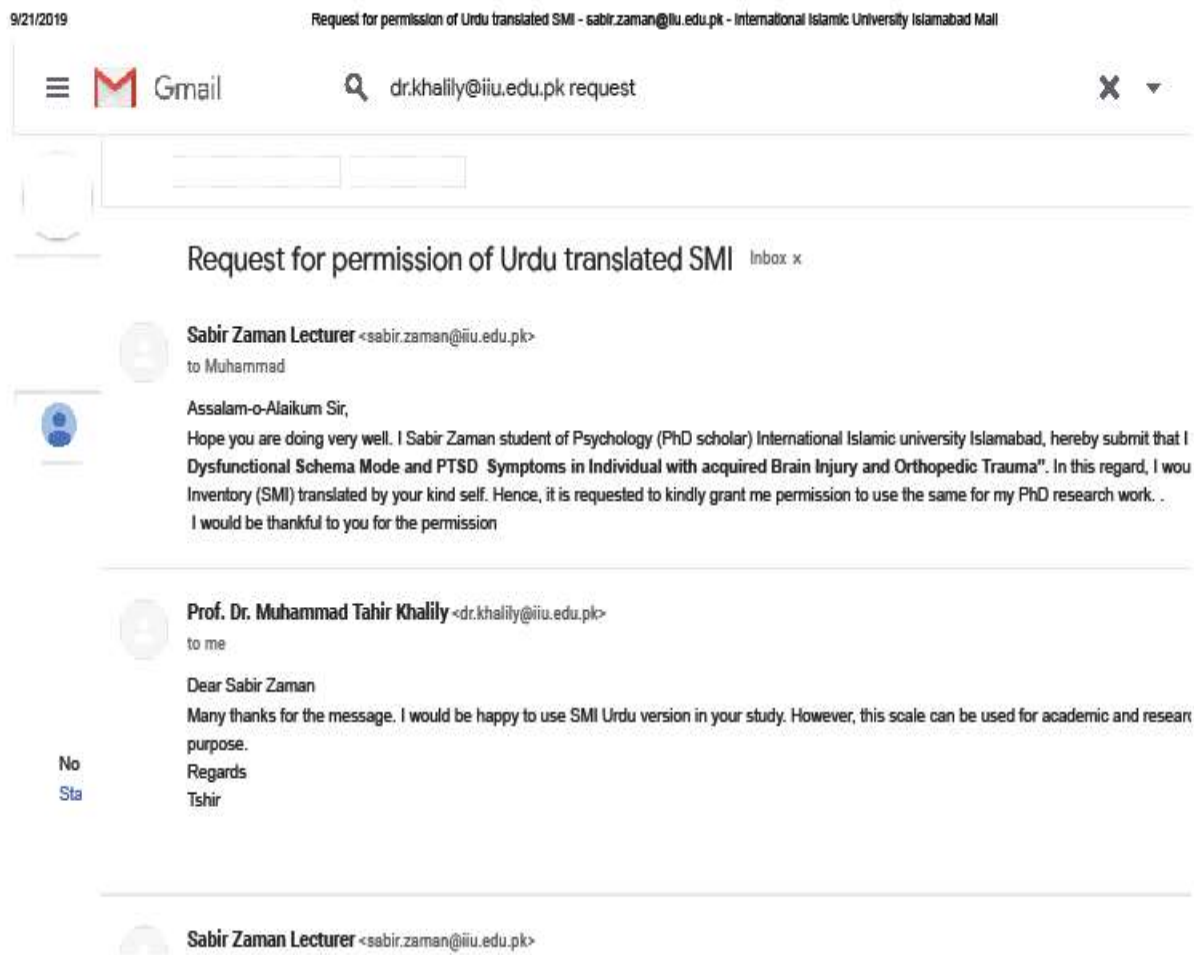 9/21/2019 Request for permission of Urdu translated SMI - sabir.zaman@iiu.edu.pk - International Islamic University Islamabad Mail
Gmail dr.khalily@iiu.edu.pk request
Request for permission of Urdu translated SMI Inbox x
Sabir Zaman Lecturer <sabir.zaman@iiu.edu.pk>
to Muhammad
Assalam-o-Alaikum Sir,
Hope you are doing very well. I Sabir Zaman student of Psychology (PhD scholar) International Islamic university Islamabad, hereby submit that I
Dysfunctional Schema Mode and PTSD Symptoms in Individual with acquired Brain Injury and Orthopedic Trauma". In this regard, I wou
Inventory (SMI) translated by your kind self. Hence, it is requested to kindly grant me permission to use the same for my PhD research work. .
I would be thankful to you for the permission
Prof. Dr. Muhammad Tahir Khalily <dr.khalily@iiu.edu.pk>
to me
Dear Sabir Zaman
Many thanks for the message. I would be happy to use SMI Urdu version in your study. However, this scale can be used for academic and researc
purpose.
Regards
Tshir
No
Sta
Sabir Zaman Lecturer <sabir.zaman@iiu.edu.pk>